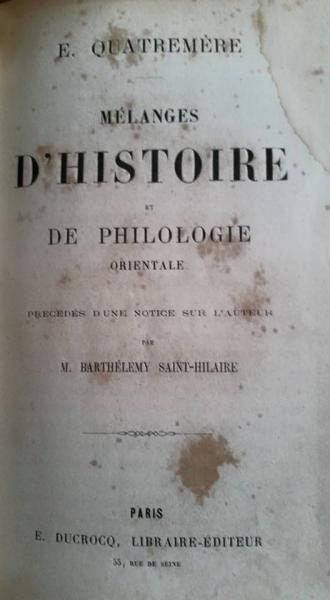 E. QUATREMÈRE
MÉLANGES
D'HISTOIRE
ET
DE PHILOLOGIE
ORIENTALE
PRÉCÉDÉS D'UNE NOTICE SUR L'AUTEUR
PAR
M. BARTHÉLEMY SAINT-HILAIRE
PARIS
E. DUCROCQ, LIBRAIRE-ÉDITEUR
55, RUE DE SEINE